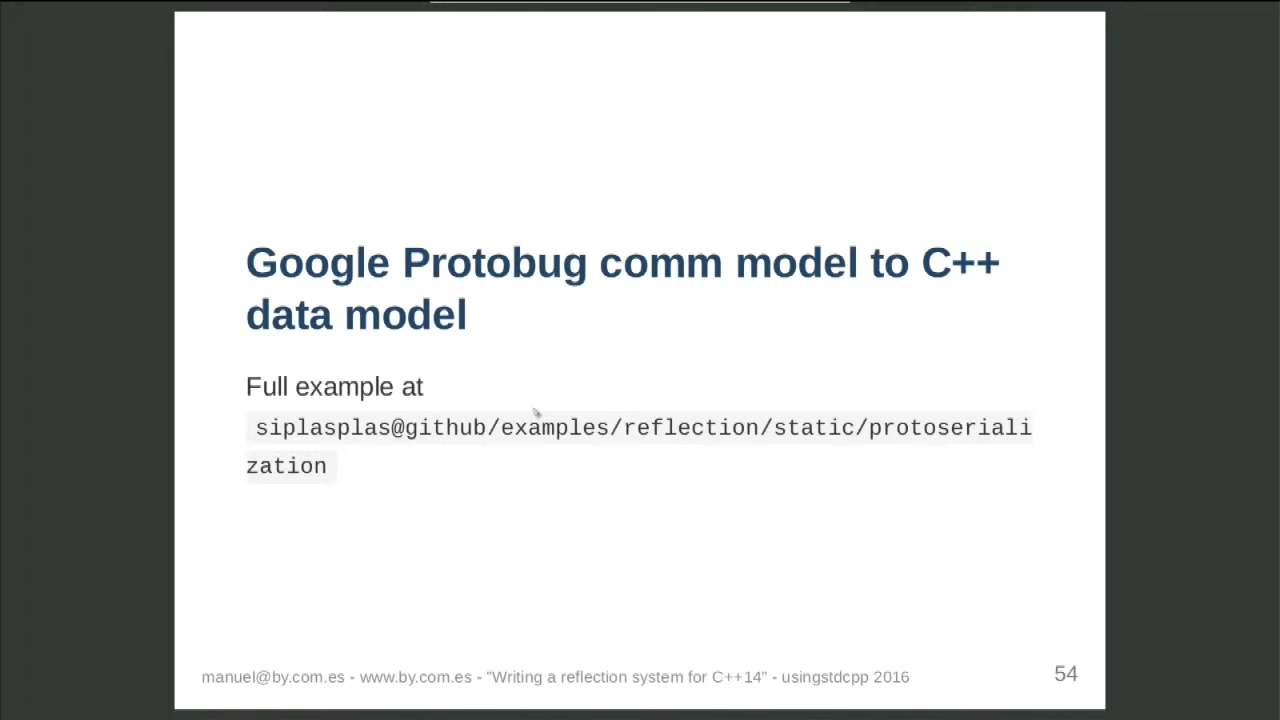 Google Protobug comm model to C++
data model
Full example at
siplasplas@github/examples/reflection/static/protoseriali
zation
manuel@by.com.es - www.by.com.es - "Writing a reflection system for C++14" - usingstdcpp 2016
54